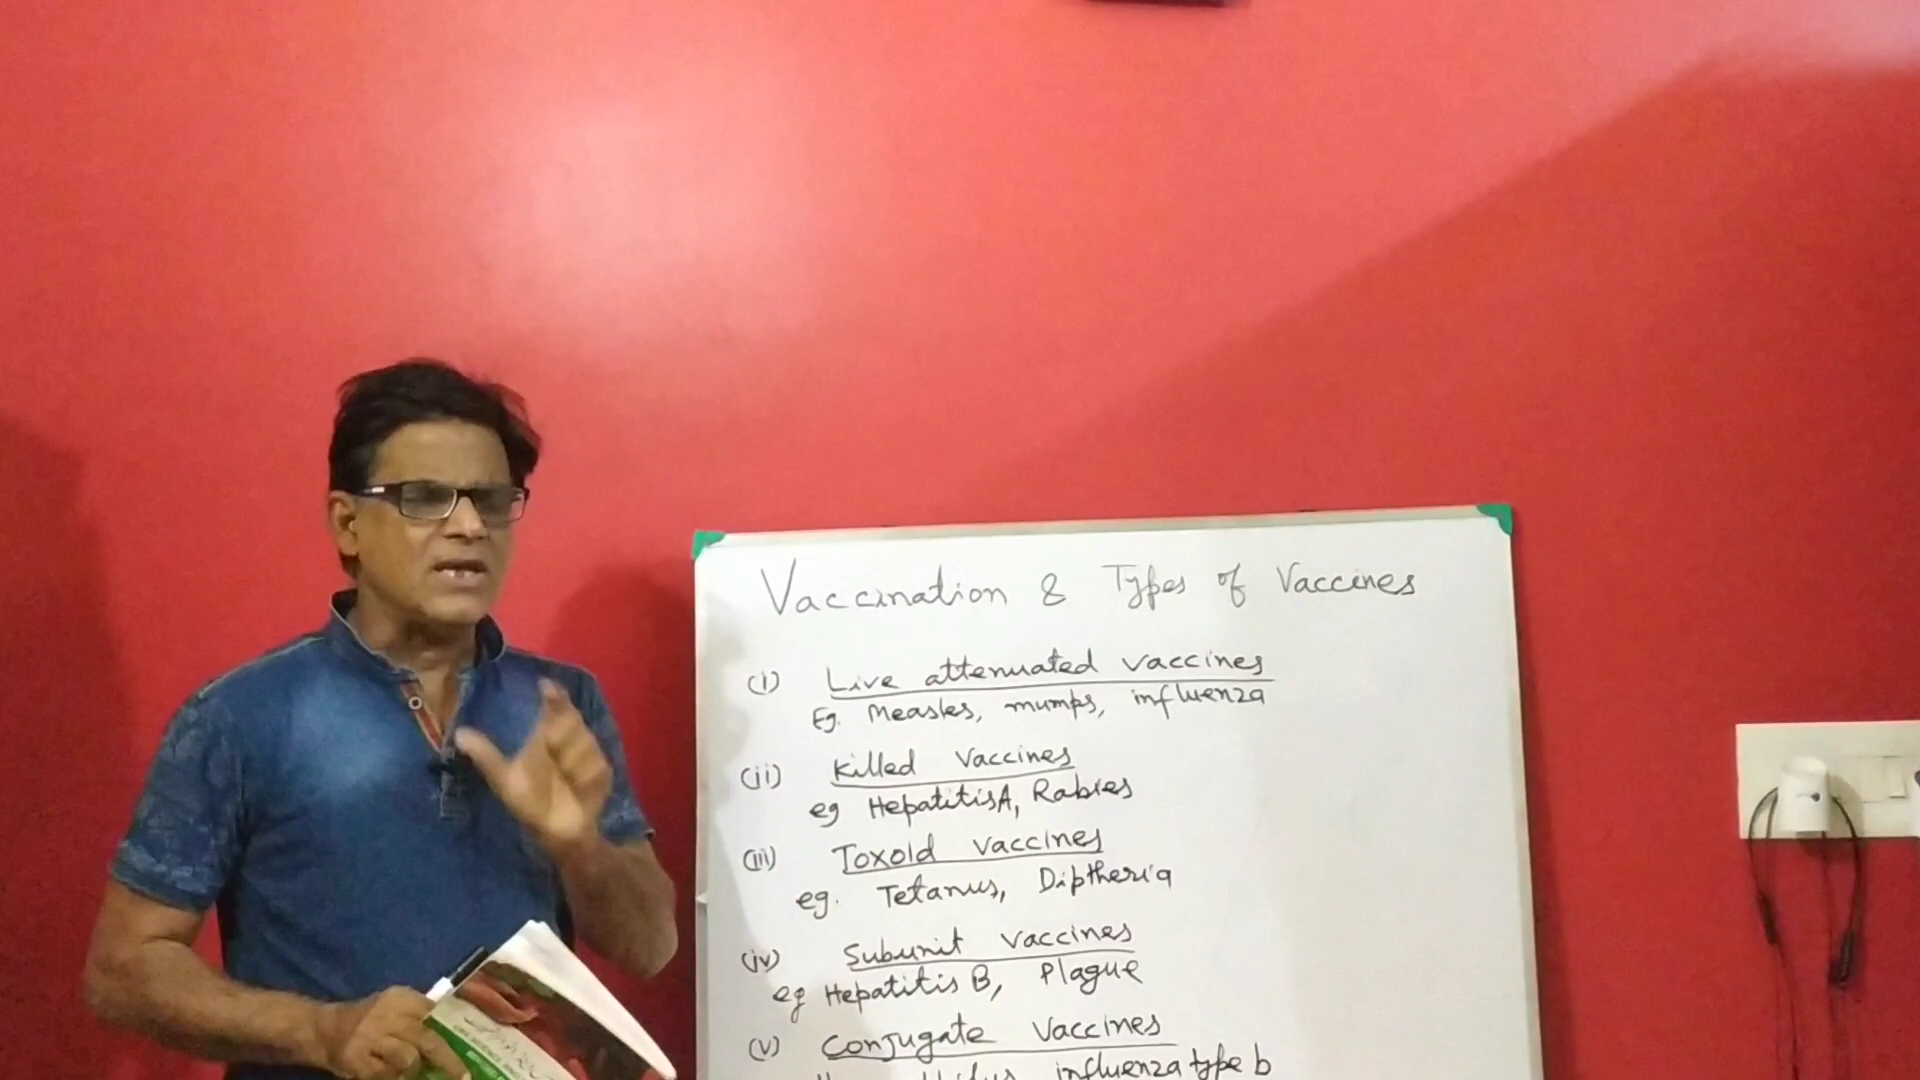 Vaccination & Types of Vaccines
(i) Live attenuated vaccines
Eg. Measles, mumps, influenza
(ii) Killed Vaccines
eg Hepatitis A, Rabies
(iii) Toxoid vaccines
eg. Tetanus, Diptheria
(iv) Subunit vaccines
eg Hepatitis B, Plague
(v) Conjugate Vaccines
influenza type b